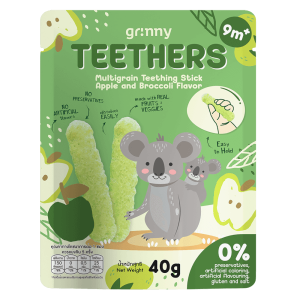 grinny
9m+
TEETHERS
Multigrain Teething Stick
Apple and Broccoli Flavor
NO
PRESERVATIVES
NO
ARTIFICIAL
DISSOLVES
EASILY
made with REAL
FRUITS +
VEGGIES
Easy
to Hold
น้ำหนักสุทธิ
Net Weight
40g
0%
preservatives,
artificial coloring,
artificial flavouring,
gluten and salt